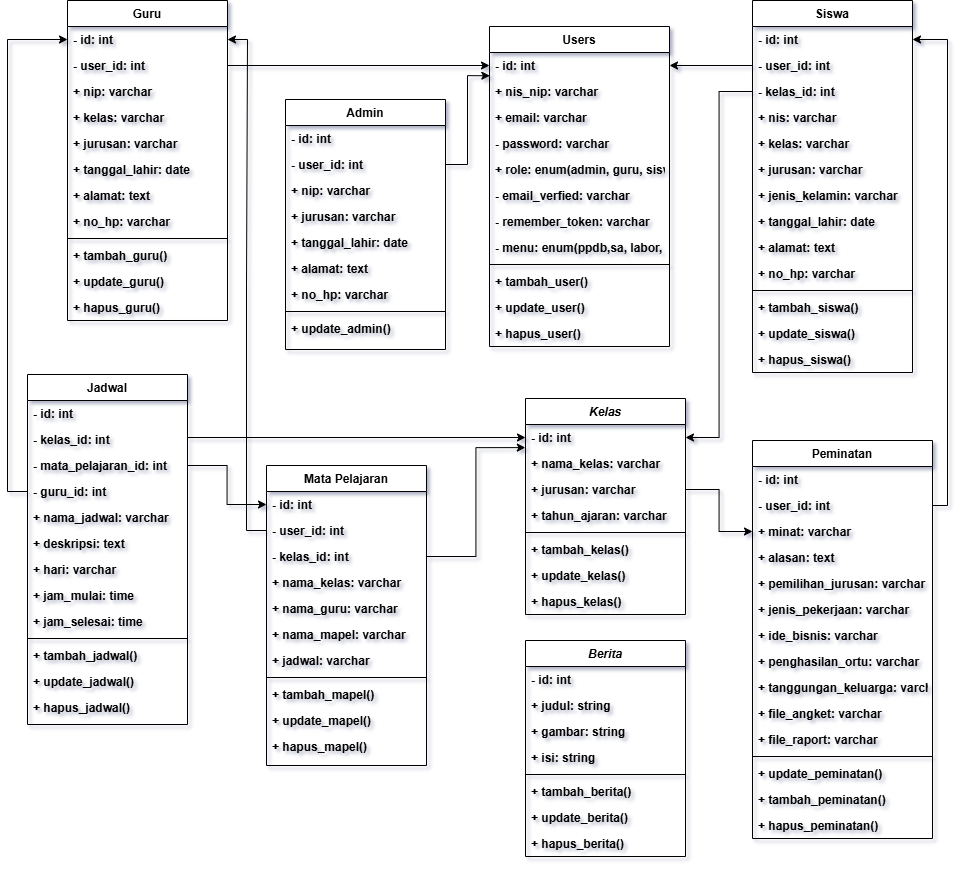 Guru
- id: int
- user_id: int
+ nip: varchar
+ kelas: varchar
+ jurusan: varchar
+ tanggal_lahir: date
+ alamat: text
+ no_hp: varchar
+ tambah_guru()
+ update_guru()
+ hapus_guru()
Admin
- id: int
- user_id: int
+ nip: varchar
+ jurusan: varchar
+ tanggal_lahir: date
+ alamat: text
+ no_hp: varchar
+ update_admin()
Users
- id: int
+ nis_nip: varchar
+ email: varchar
- password: varchar
+ role: enum(admin, guru, sisw
- email_verfied: varchar
- remember_token: varchar
- menu: enum(ppdb,sa, labor,
+ tambah_user()
+ update_user()
+ hapus_user()
Siswa
- id: int
- user_id: int
- kelas_id: int
+ nis: varchar
+ kelas: varchar
+ jurusan: varchar
+ jenis_kelamin: varchar
+ tanggal_lahir: date
+ alamat: text
+ no_hp: varchar
+ tambah_siswa()
+ update_siswa()
+ hapus_siswa()
Jadwal
- id: int
- kelas_id: int
- mata_pelajaran_id: int
- guru_id: int
+ nama_jadwal: varchar
+ deskripsi: text
+ hari: varchar
+ jam_mulai: time
+ jam_selesai: time
+ tambah_jadwal()
+ update_jadwal()
+ hapus_jadwal()
Mata Pelajaran
- id: int
- user_id: int
- kelas_id: int
+ nama_kelas: varchar
+ nama_guru: varchar
+ nama_mapel: varchar
+ jadwal: varchar
+ tambah_mapel()
+ update_mapel()
+ hapus_mapel()
Kelas
- id: int
+ nama_kelas: varchar
+ jurusan: varchar
+ tahun_ajaran: varchar
+ tambah_kelas()
+ update_kelas()
+ hapus_kelas()
Berita
- id: int
+ judul: string
+ gambar: string
+ isi: string
+ tambah_berita()
+ update_berita()
+ hapus_berita()
Peminatan
- id: int
- user_id: int
+ minat: varchar
+ alasan: text
+ pemilihan_jurusan: varchar
+ jenis_pekerjaan: varchar
+ ide_bisnis: varchar
+ penghasilan_ortu: varchar
+ tanggungan_keluarga: varcl
+ file_angket: varchar
+ file_raport: varchar
+ update_peminatan()
+ tambah_peminatan()
+ hapus_peminatan()